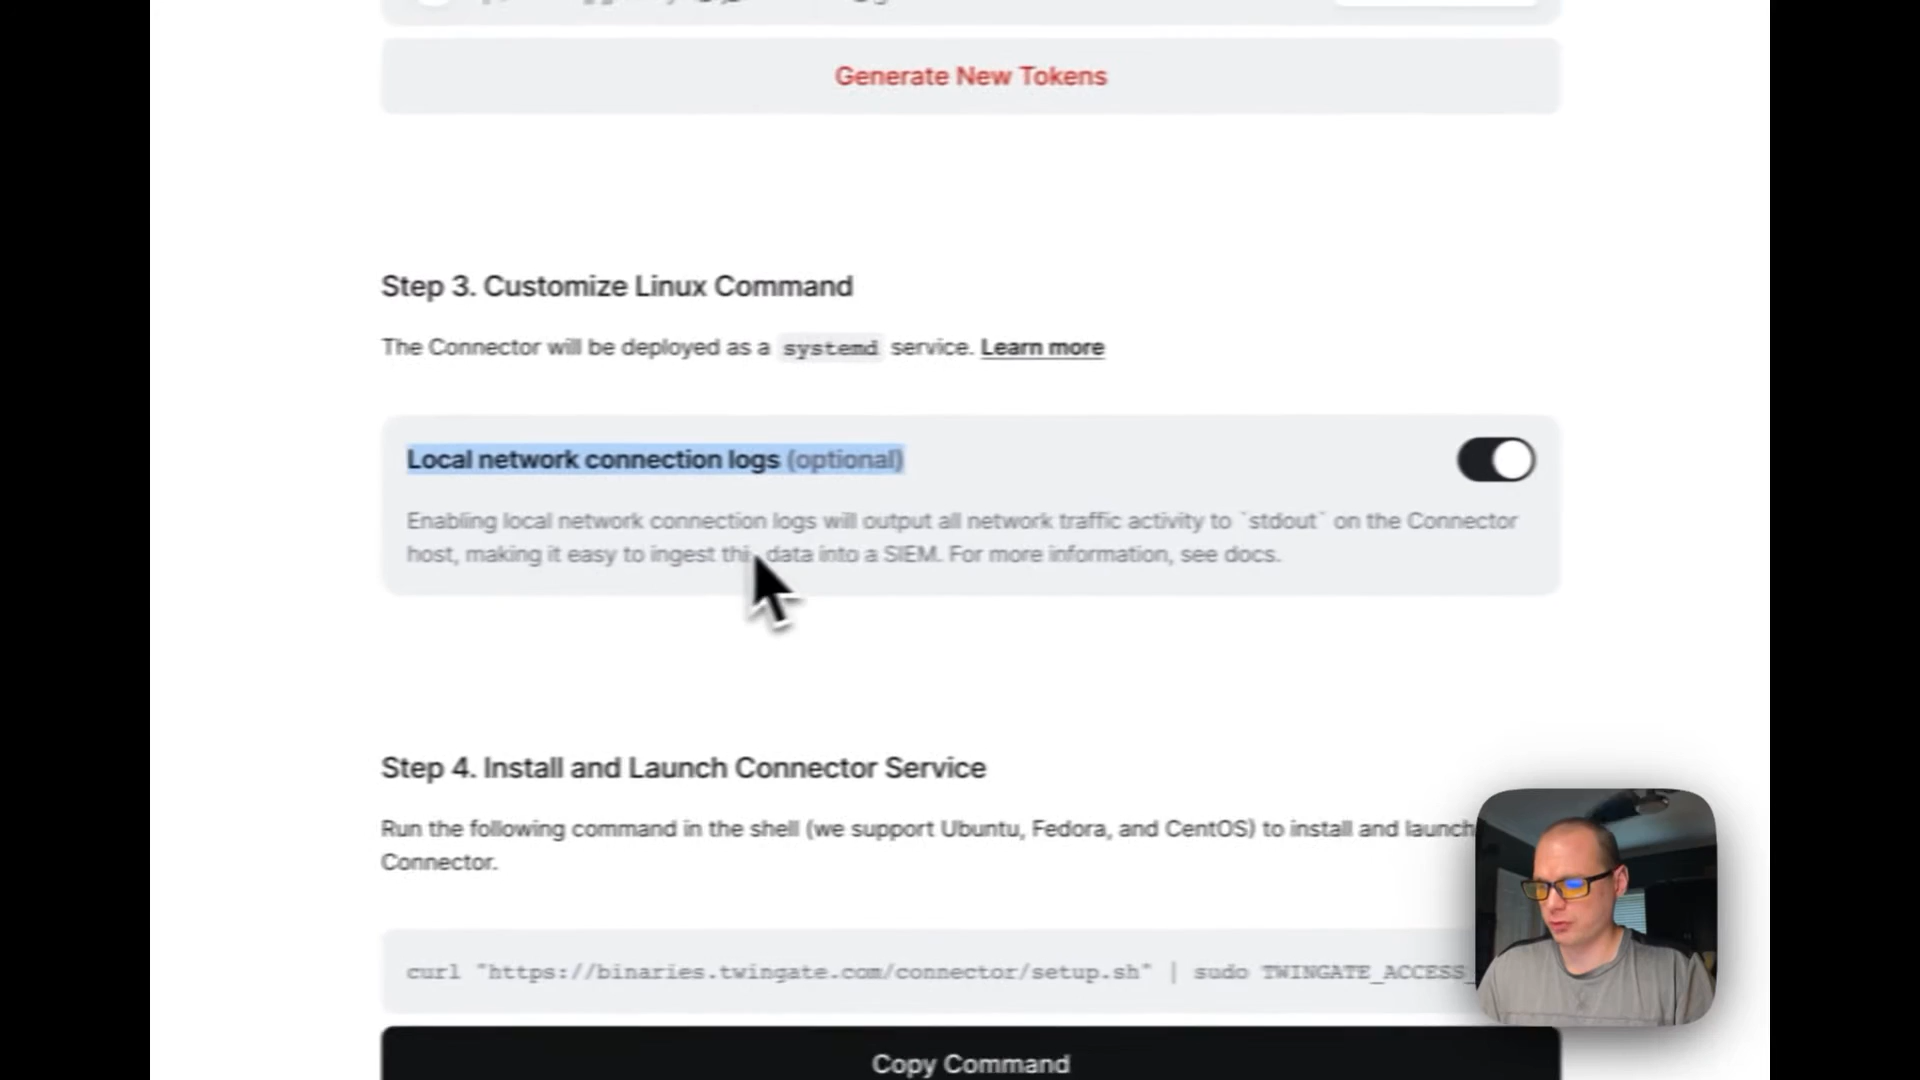 Generate New Tokens
Step 3. Customize Linux Command
The Connector will be deployed as a systemd service. Learn more
Local network connection logs (optional)
Enabling local network connection logs will output all network traffic activity to `stdout` on the Connector
host, making it easy to ingest data into a SIEM. For more information, see docs.
Step 4. Install and Launch Connector Service
Run the following command in the shell (we support Ubuntu, Fedora, and CentOS) to install and launch
Connector.
curl "https://binaries.twingate.com/connector/setup.sh" | sudo TWINGATE_ACCESS_
Copy Command